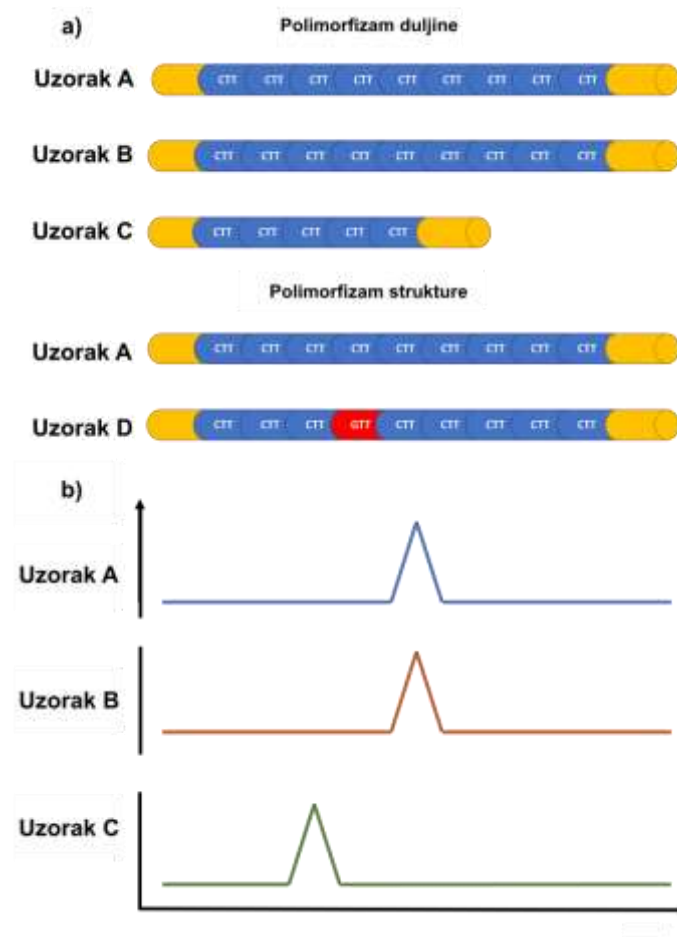 a)
Polimorfizam duljine
Uzorak A CTT CTT CTT CTT CTT CTT CTT CTT CTT
Uzorak B CTT CTT CTT CTT CTT CTT CTT CTT CTT
Uzorak C CTT CTT CTT CTT CTT
Polimorfizam strukture
Uzorak A CTT CTT CTT CTT CTT CTT CTT CTT CTT
Uzorak D CTT CTT CTT GTT CTT CTT CTT CTT CTT
b)
Uzorak A
Uzorak B
Uzorak C